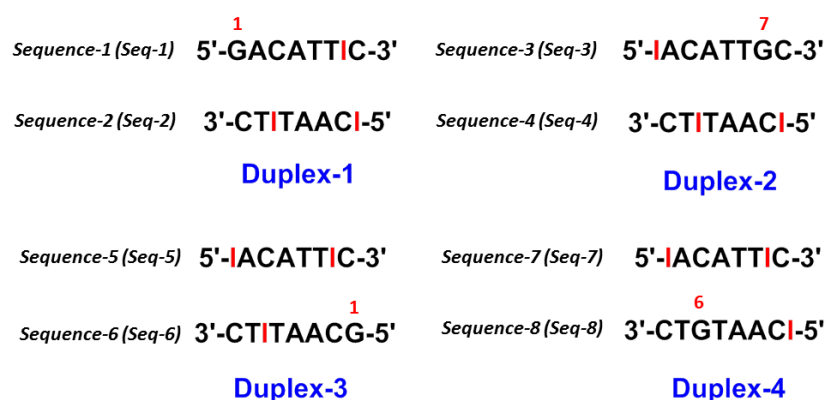 1
Sequence-1 (Seq-1) 5'-GACATTIC-3'
Sequence-2 (Seq-2) 3'-CTITAACI-5'
Duplex-1
7
Sequence-3 (Seq-3) 5'-IACATTGC-3'
Sequence-4 (Seq-4) 3'-CTITAACI-5'
Duplex-2
Sequence-5 (Seq-5) 5'-IACATTIC-3'
1
Sequence-6 (Seq-6) 3'-CTITAACG-5'
Duplex-3
Sequence-7 (Seq-7) 5'-IACATTIC-3'
6
Sequence-8 (Seq-8) 3'-CTGTAACI-5'
Duplex-4